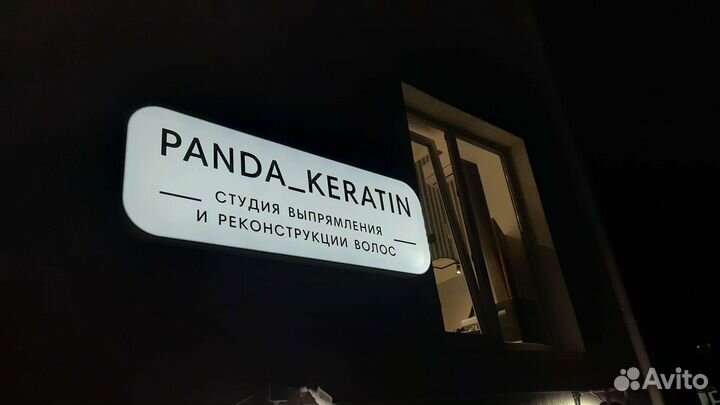 PANDA_KERATIN
СТУДИЯ ВЫПРЯМЛЕНИЯ
И РЕКОНСТРУКЦИИ ВОЛОС
Avito